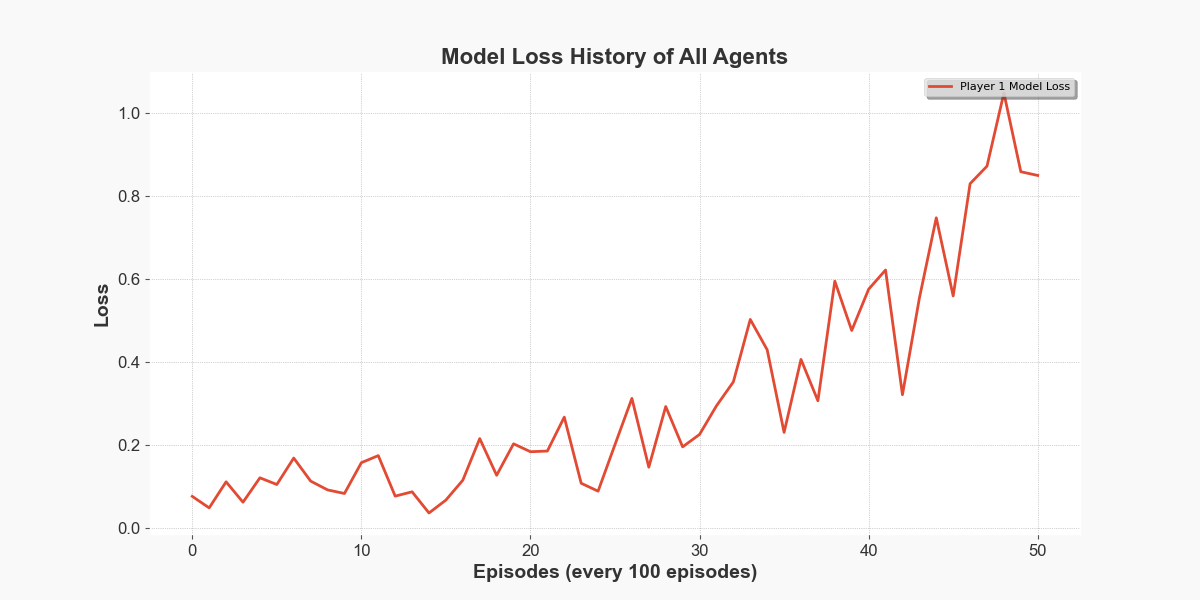 Model Loss History of All Agents
Player 1 Model Loss
1.0
0.8
0.6
0.4
0.2
0.0
Loss
0 10 20 30 40 50
Episodes (every 100 episodes)